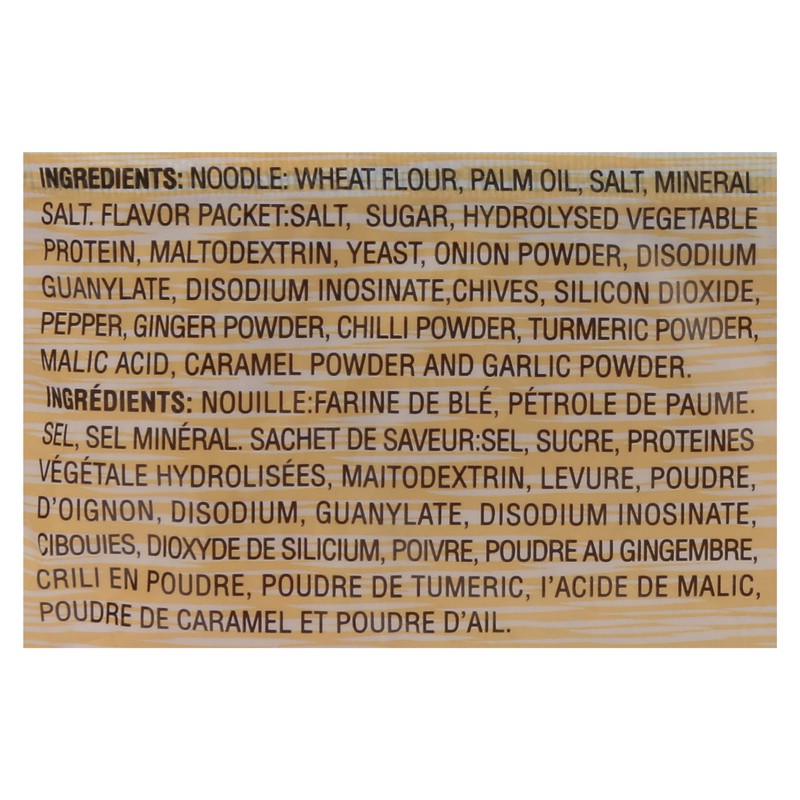 INGREDIENTS: NOODLE: WHEAT FLOUR, PALM OIL, SALT, MINERAL
SALT. FLAVOR PACKET:SALT, SUGAR, HYDROLYSED VEGETABLE
PROTEIN, MALTODEXTRIN, YEAST, ONION POWDER, DISODIUM
GUANYLATE, DISODIUM INOSINATE,CHIVES, SILICON DIOXIDE,
PEPPER, GINGER POWDER, CHILLI POWDER, TURMERIC POWDER,
MALIC ACID, CARAMEL POWDER AND GARLIC POWDER.
INGRÉDIENTS: NOUILLE:FARINE DE BLÉ, PÉTROLE DE PAUME.
SEL, SEL MINÉRAL. SACHET DE SAVEUR:SEL, SUCRE, PROTEINES
VÉGÉTALE HYDROLISÉES, MAITODEXTRIN, LEVURE, POUDRE,
D'OIGNON, DISODIUM, GUANYLATE, DISODIUM INOSINATE,
CIBOUIES, DIOXYDE DE SILICIUM, POIVRE, POUDRE AU GINGEMBRE,
CRILI EN POUDRE, POUDRE DE TUMERIC, I'ACIDE DE MALIC,
POUDRE DE CARAMEL ET POUDRE D'AIL.